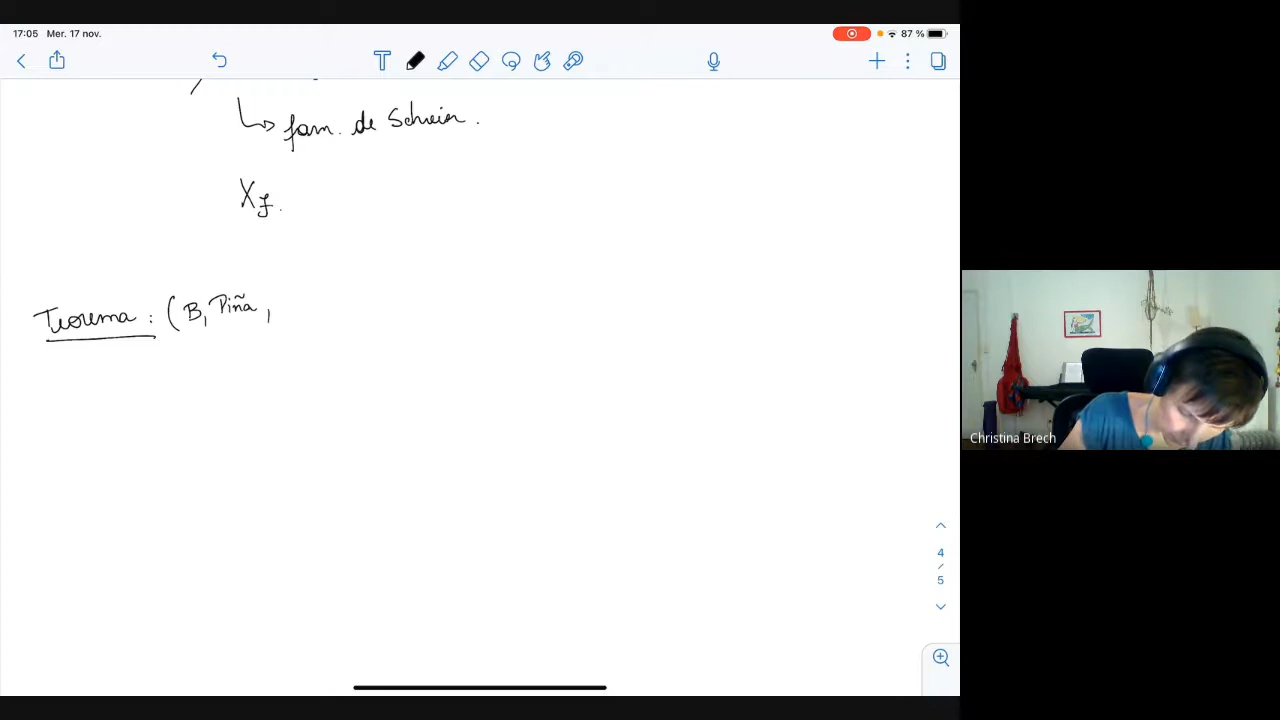 17:05 Mer. 17 nov. 87 %
↳ fam. de Schreier.
X_F.
Teorema : (B, Piña,
4
/
5
Christina Brech